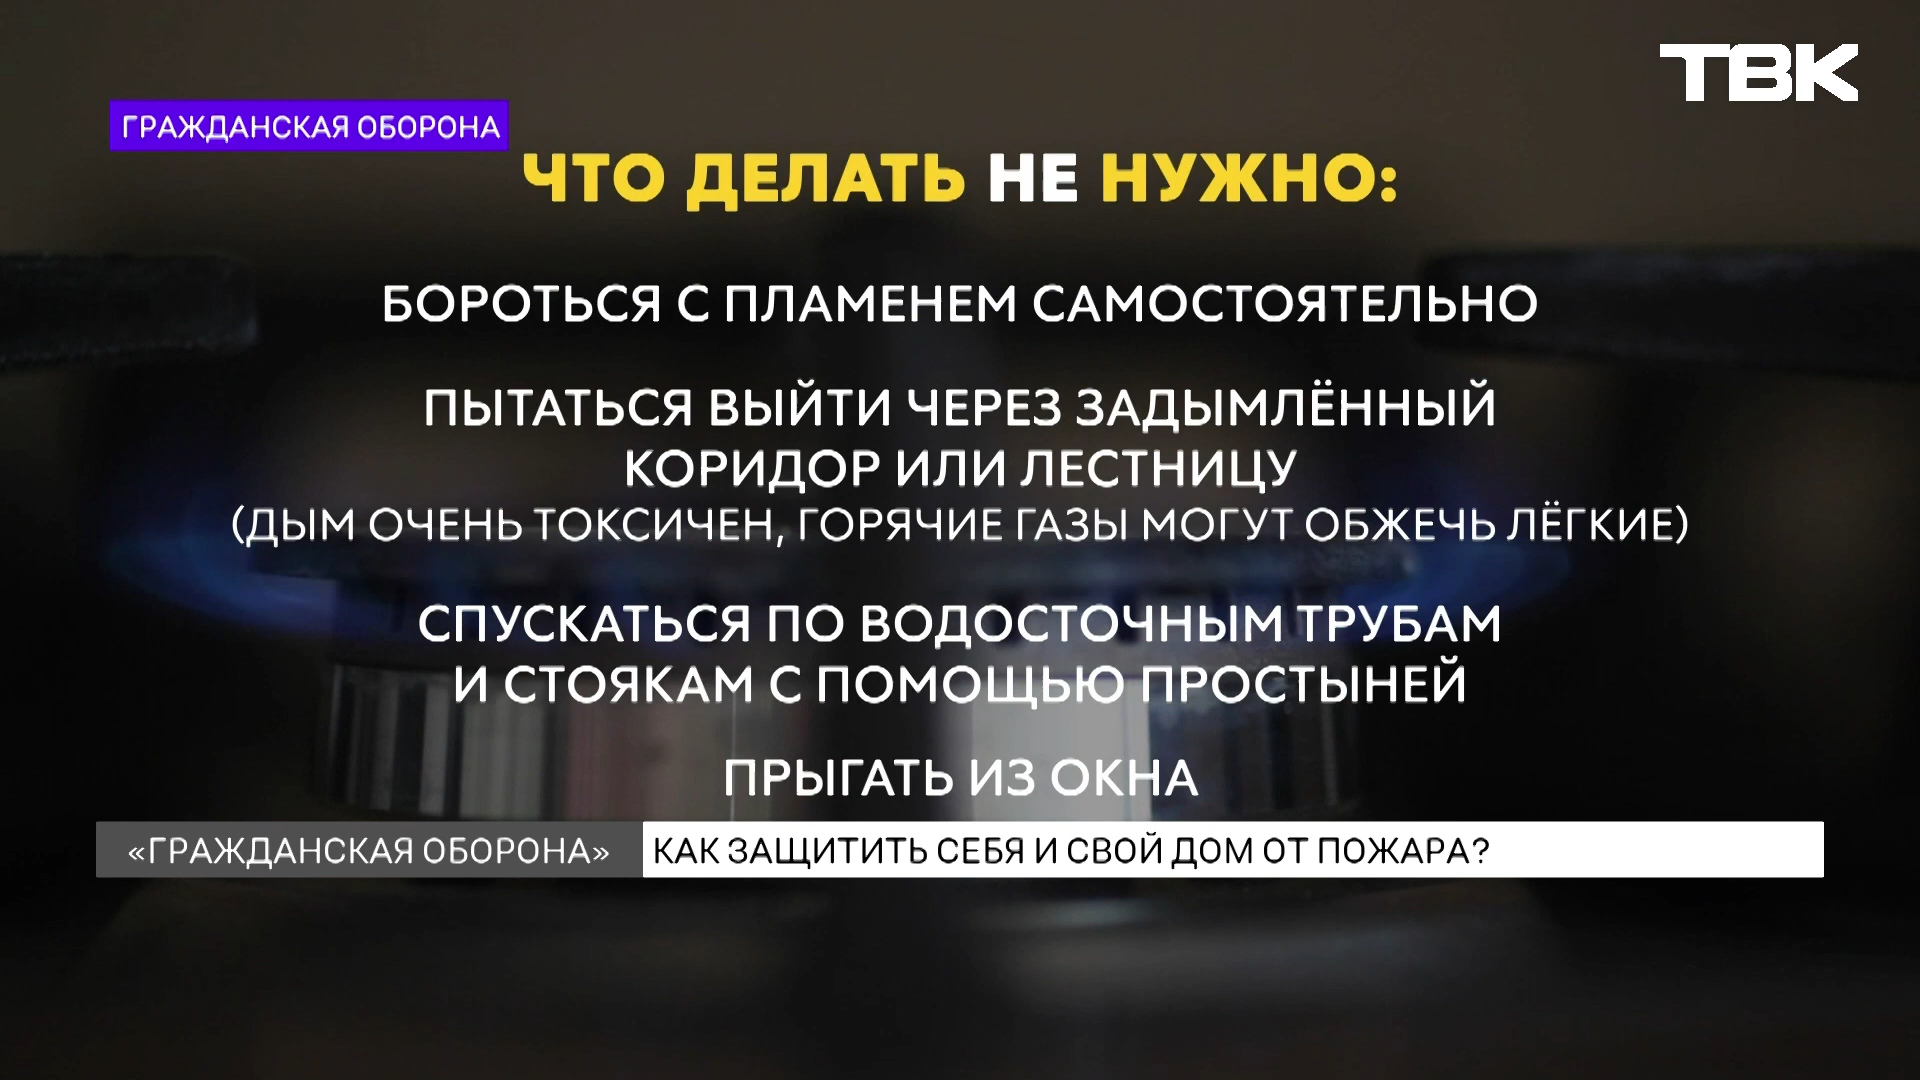 ТВК
ГРАЖДАНСКАЯ ОБОРОНА
ЧТО ДЕЛАТЬ НЕ НУЖНО:
БОРОТЬСЯ С ПЛАМЕНЕМ САМОСТОЯТЕЛЬНО
ПЫТАТЬСЯ ВЫЙТИ ЧЕРЕЗ ЗАДЫМЛЁННЫЙ
КОРИДОР ИЛИ ЛЕСТНИЦУ
(ДЫМ ОЧЕНЬ ТОКСИЧЕН, ГОРЯЧИЕ ГАЗЫ МОГУТ ОБЖЕЧЬ ЛЁГКИЕ)
СПУСКАТЬСЯ ПО ВОДОСТОЧНЫМ ТРУБАМ
И СТОЯКАМ С ПОМОЩЬЮ ПРОСТЫНЕЙ
ПРЫГАТЬ ИЗ ОКНА
«ГРАЖДАНСКАЯ ОБОРОНА» КАК ЗАЩИТИТЬ СЕБЯ И СВОЙ ДОМ ОТ ПОЖАРА?